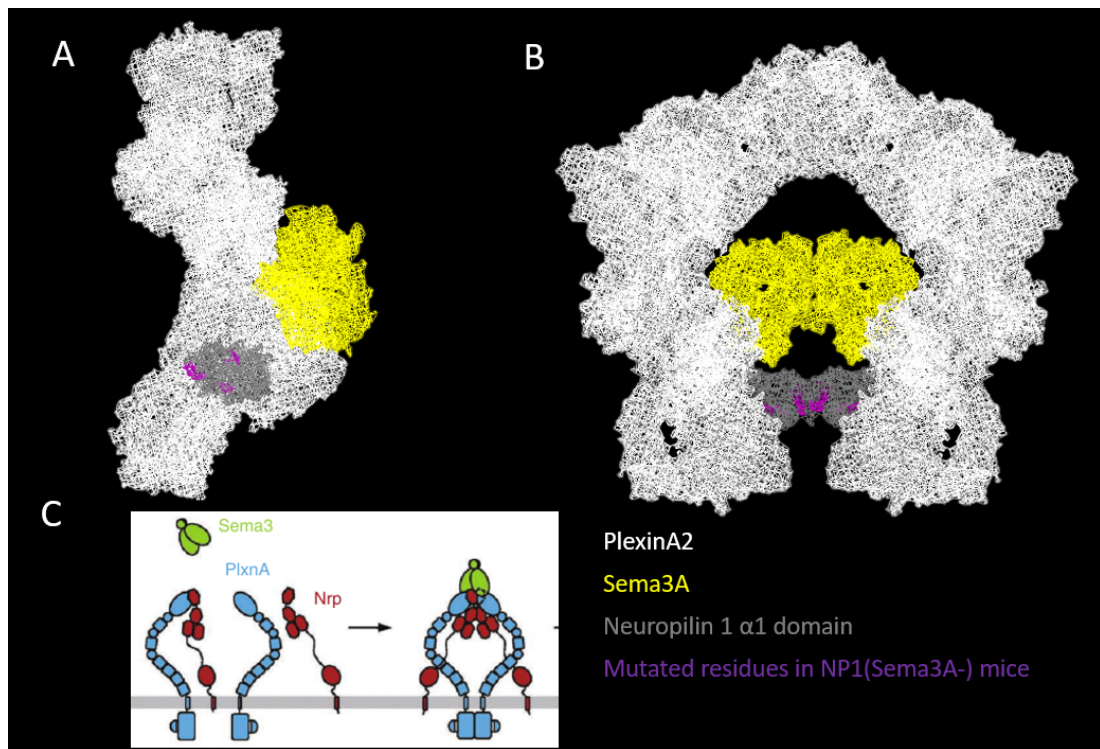 A
B
C
Sema3
PlxnA
Nrp
PlexinA2
Sema3A
Neuropilin 1 α1 domain
Mutated residues in NP1(Sema3A-) mice